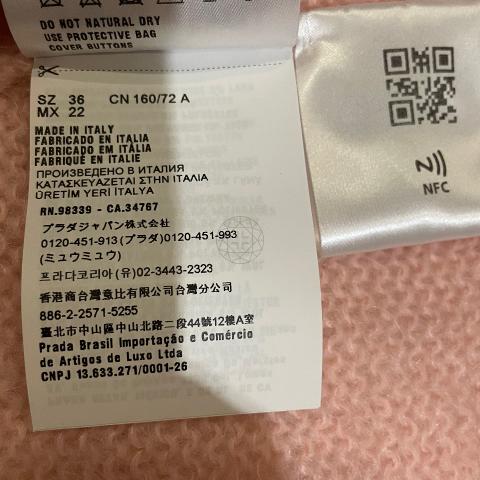 DO NOT NATURAL DRY
USE PROTECTIVE BAG
COVER BUTTONS
SZ 36 CN 160/72 A
MX 22
MADE IN ITALY
FABRICADO EN ITALIA
FABRICADO EM ITÁLIA
FABRIQUÉ EN ITALIE
ПРОИЗВЕДЕНО В ИТАЛИЯ
ΚΑΤΑΣΚΕΥΑΖΕΤΑΙ ΣΤΗΝ ΙΤΑΛΙΑ
ÜRETİM YERİ İTALYA
RN.98339 - CA.34767
プラダジャパン株式会社
0120-451-913 (プラダ) 0120-451-993
(ミュウミュウ)
프라다코리아 (유) 02-3443-2323
香港商台灣意比有限公司台灣分公司
886-2-2571-5255
臺北市中山區中山北路二段44號12樓A室
Prada Brasil Importação e Comércio
de Artigos de Luxo Ltda
CNPJ 13.633.271/0001-26
NFC